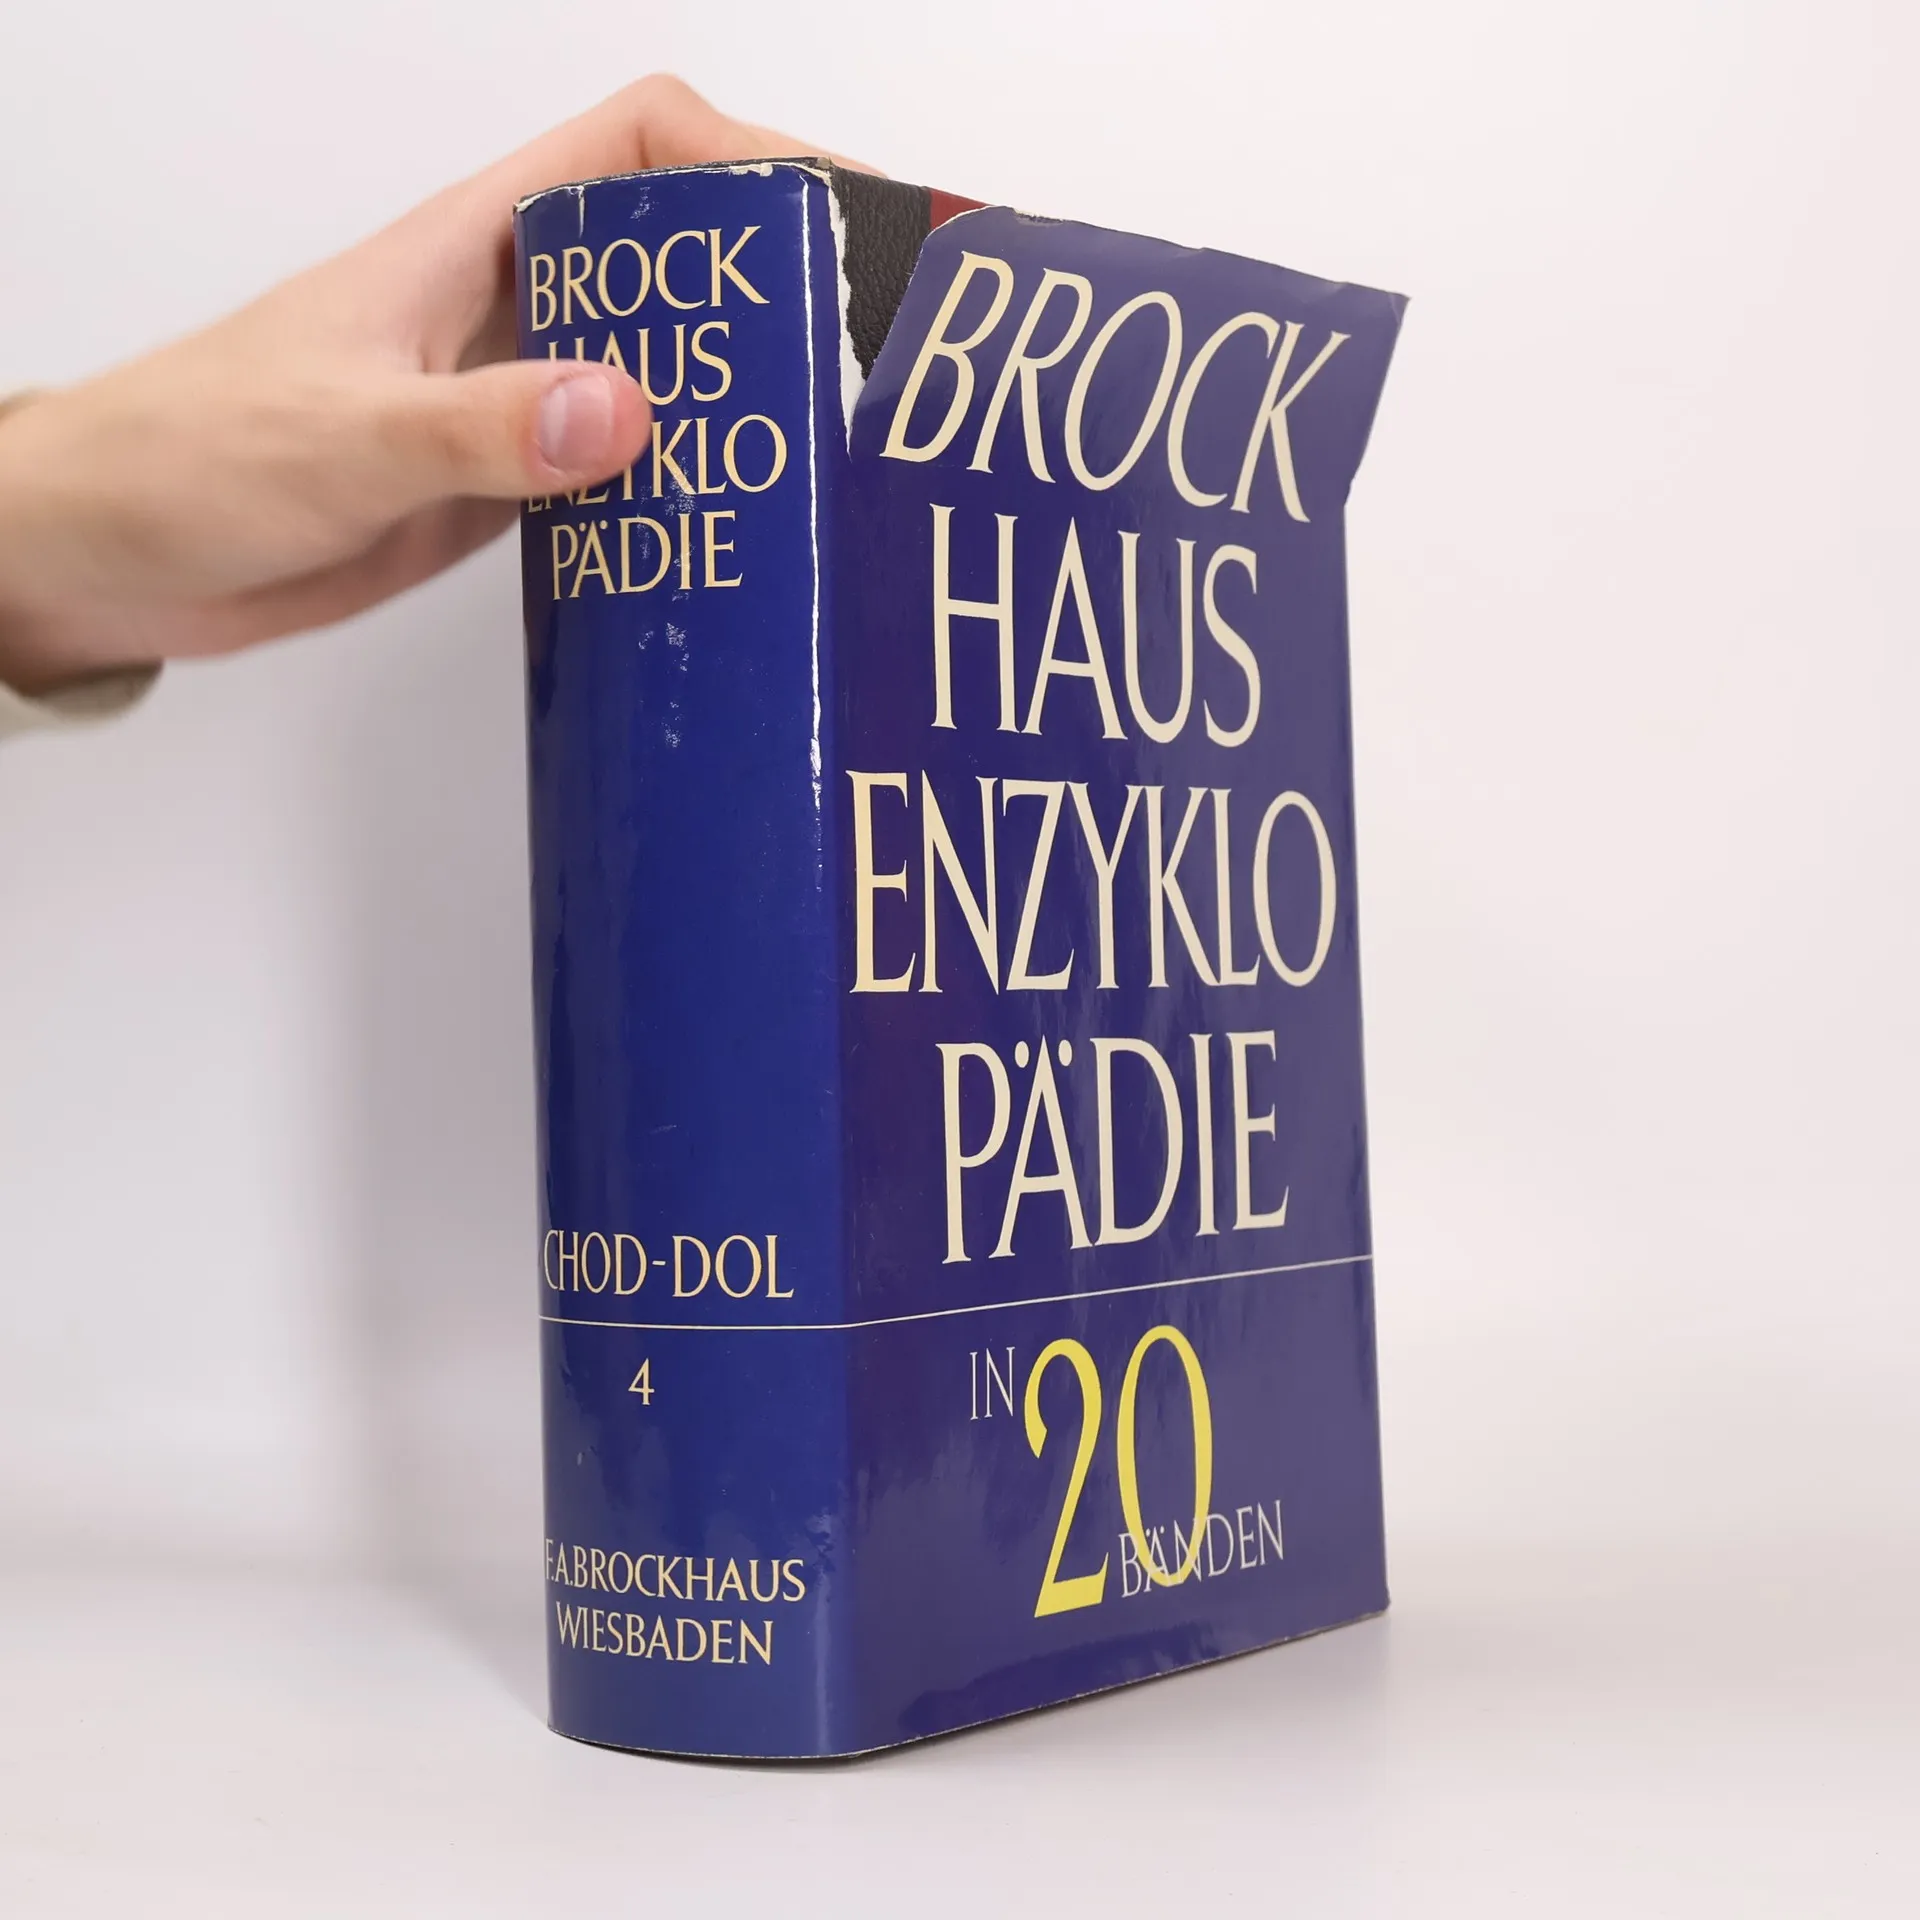 BROCK
HAUS
ENZYKLO
PÄDIE
CHOD-DOL
4
F.A.BROCKHAUS
WIESBADEN
BROCK
HAUS
ENZYKLO
PÄDIE
IN 20
BÄNDEN